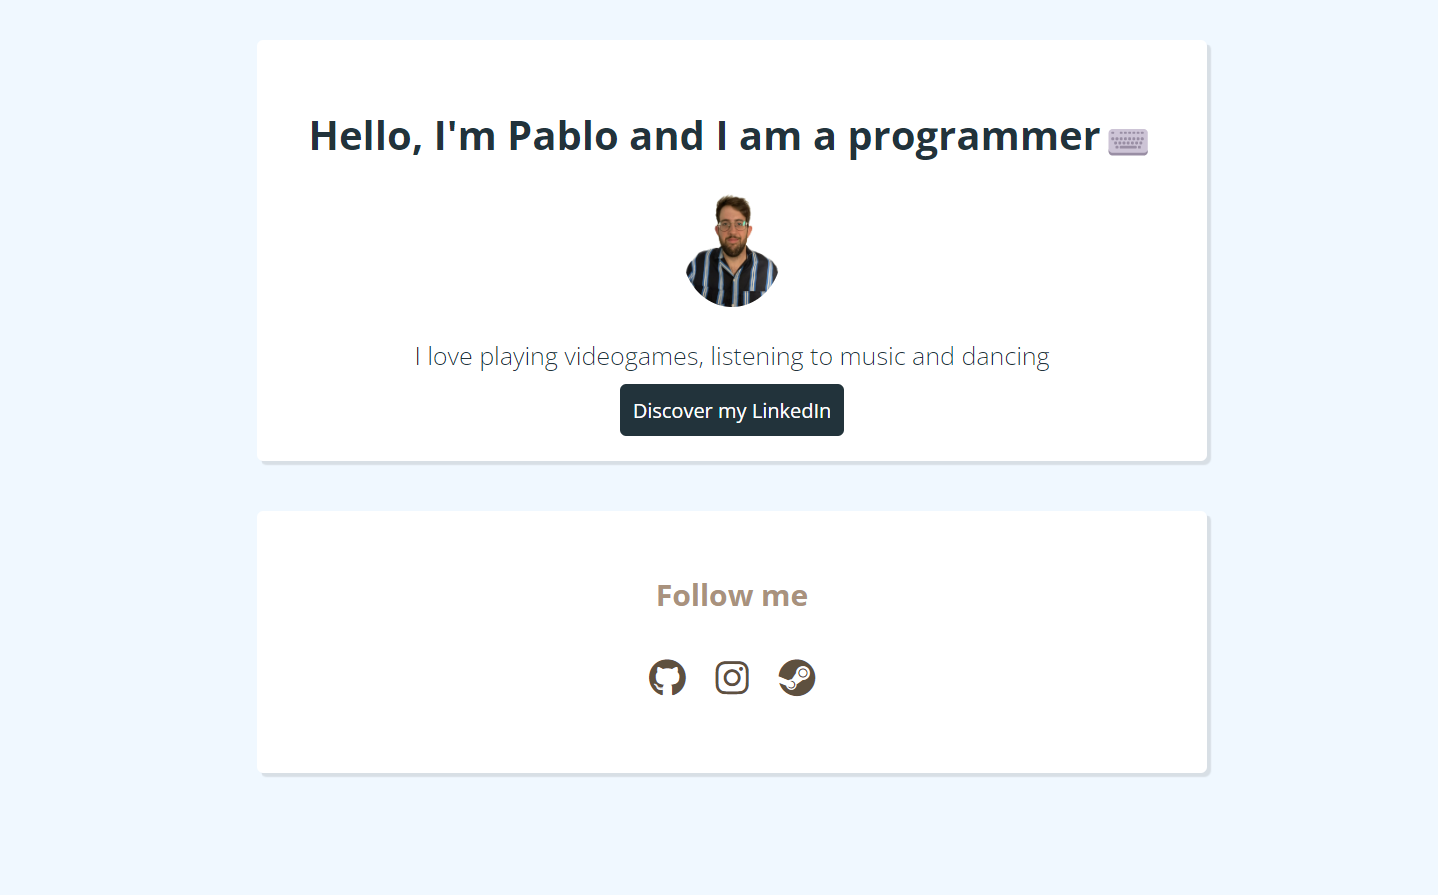 Hello, I'm Pablo and I am a programmer
I love playing videogames, listening to music and dancing
Discover my LinkedIn
Follow me